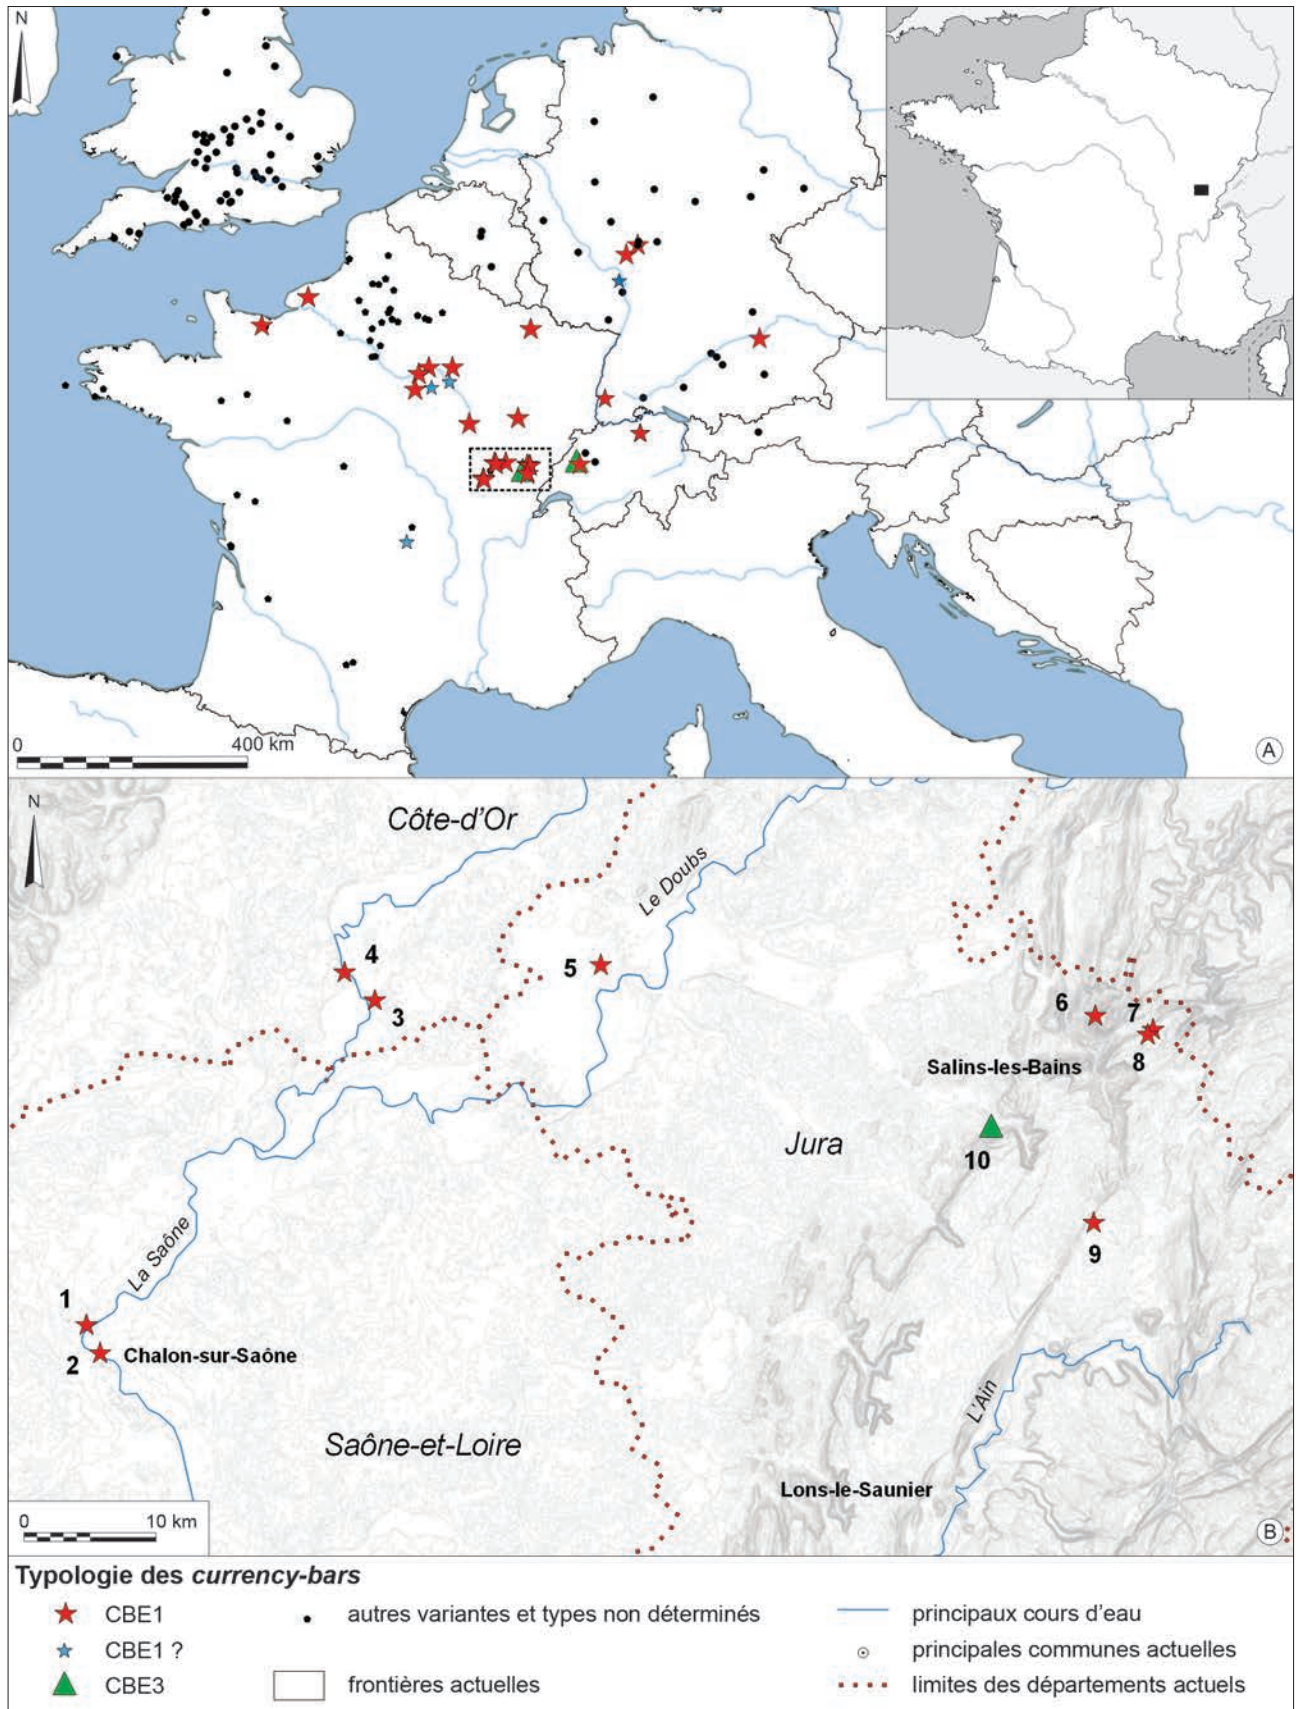 N
0 400 km
A
N
Côte-d'Or
Le Doubs
4
5
3
6
7
8
Salins-les-Bains
Jura
10
9
La Saône
1
2
Chalon-sur-Saône
L'Ain
Saône-et-Loire
Lons-le-Saunier
0 10 km
B
Typologie des currency-bars
CBE1
autres variantes et types non déterminés
principaux cours d'eau
CBE1 ?
principales communes actuelles
CBE3
frontières actuelles
limites des départements actuels